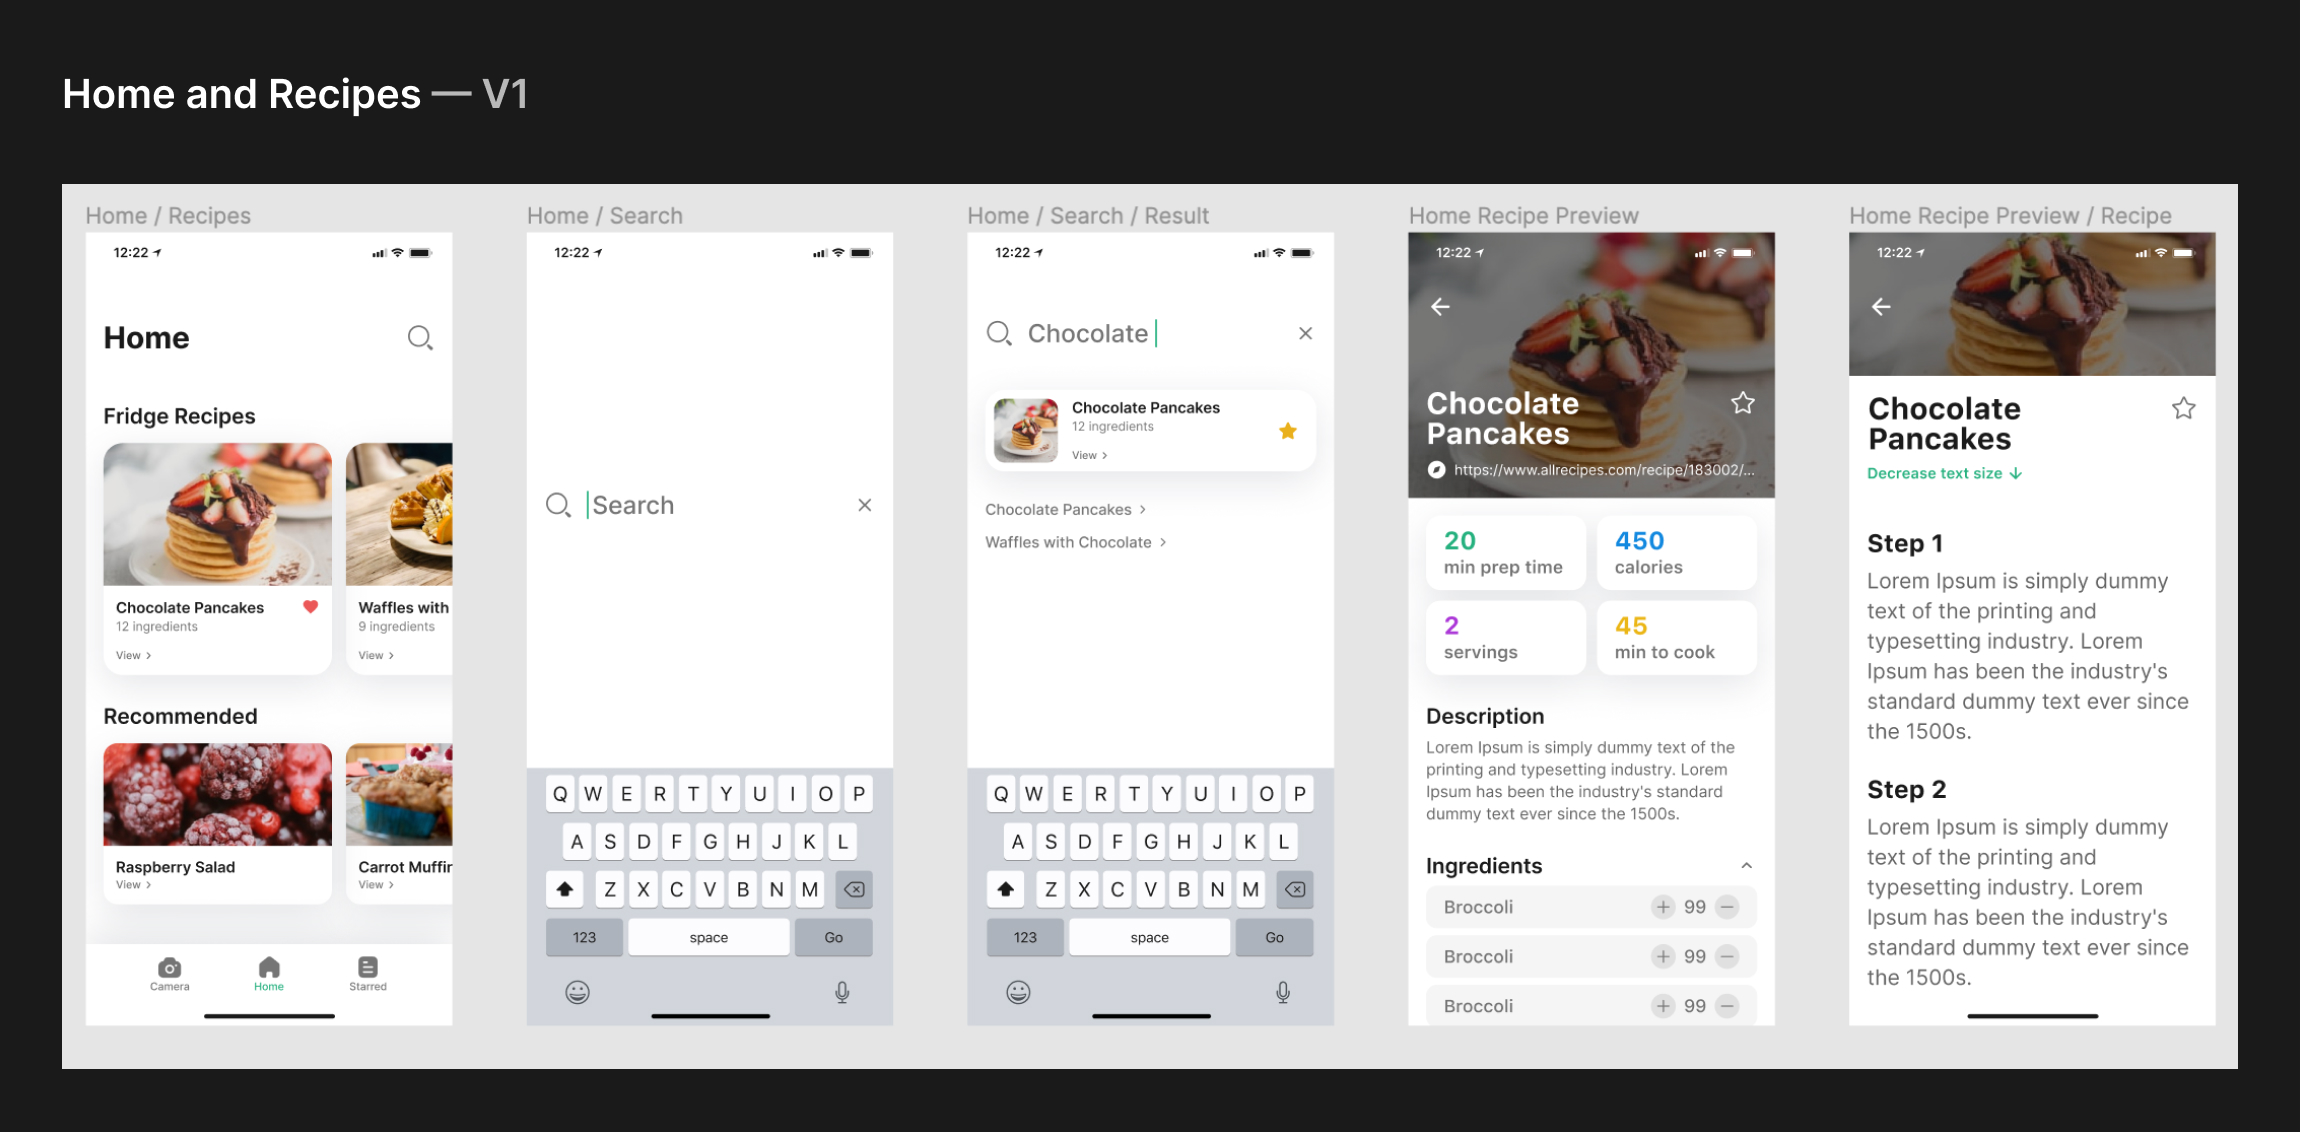 Home and Recipes — V1
Home / Recipes
12:22
Home
Fridge Recipes
Chocolate Pancakes
12 ingredients
View >
Waffles with
9 ingredients
View >
Recommended
Raspberry Salad
View >
Carrot Muffir
View >
Camera
Home
Starred
Home / Search
12:22
Search
Q W E R T Y U I O P
A S D F G H J K L
Z X C V B N M
123 space Go
Home / Search / Result
12:22
Chocolate
Chocolate Pancakes
12 ingredients
View >
Chocolate Pancakes >
Waffles with Chocolate >
Q W E R T Y U I O P
A S D F G H J K L
Z X C V B N M
123 space Go
Home Recipe Preview
12:22
Chocolate
Pancakes
https://www.allrecipes.com/recipe/183002/...
20
min prep time
450
calories
2
servings
45
min to cook
Description
Lorem Ipsum is simply dummy text of the
printing and typesetting industry. Lorem
Ipsum has been the industry's standard
dummy text ever since the 1500s.
Ingredients
Broccoli + 99 −
Broccoli + 99 −
Broccoli + 99 −
Home Recipe Preview / Recipe
12:22
Chocolate
Pancakes
Decrease text size ↓
Step 1
Lorem Ipsum is simply dummy
text of the printing and
typesetting industry. Lorem
Ipsum has been the industry's
standard dummy text ever since
the 1500s.
Step 2
Lorem Ipsum is simply dummy
text of the printing and
typesetting industry. Lorem
Ipsum has been the industry's
standard dummy text ever since
the 1500s.